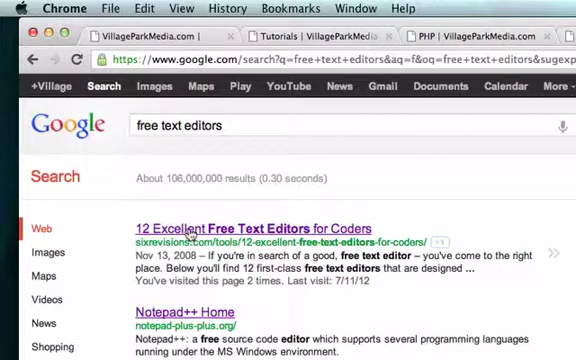 Chrome File Edit View History Bookmarks Window Help
VillageParkMedia.com | Tutorials | VillageParkMedia PHP | VillageParkMedia.com
https://www.google.com/search?q=free+text+editors&aq=f&oq=free+text+editors&sugexp
+Village Search Images Maps Play YouTube News Gmail Documents Calendar More
Google free text editors
Search About 106,000,000 results (0.30 seconds)
Web 12 Excellent Free Text Editors for Coders
sixrevisions.com/tools/12-excellent-free-text-editors-for-coders/ +1
Images Nov 13, 2008 – If you're in search of a good, free text editor – you've come to the right
Maps place. Below you'll find 12 first-class free text editors that are designed ...
You've visited this page 2 times. Last visit: 7/11/12
Videos
Notepad++ Home
News notepad-plus-plus.org/
Notepad++: a free source code editor which supports several programming languages
Shopping running under the MS Windows environment.